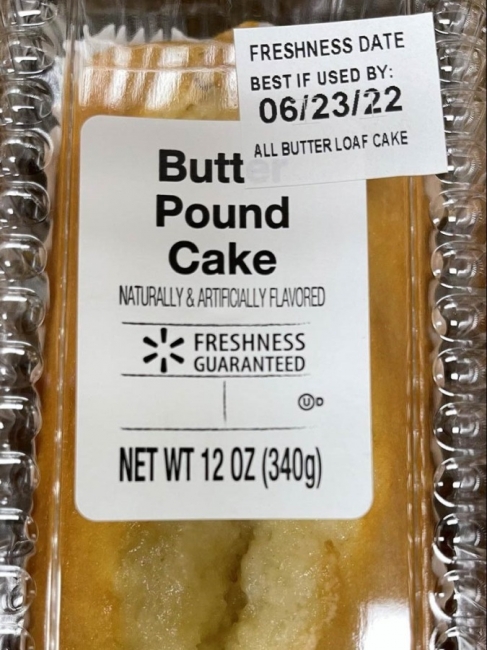 FRESHNESS DATE
BEST IF USED BY:
06/23/22
ALL BUTTER LOAF CAKE
Butter
Pound
Cake
NATURALLY & ARTIFICIALLY FLAVORED
FRESHNESS
GUARANTEED
U D
NET WT 12 OZ (340g)